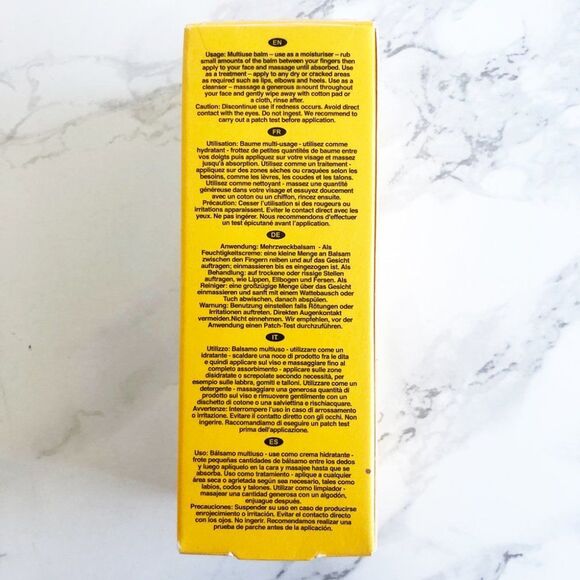 EN
Usage: Multiuse balm – use as a moisturiser – rub
small amounts of the balm between your fingers then
apply to your face and massage until absorbed. Use
as a treatment – apply to any dry or cracked areas
as required such as lips, elbows and heels. Use as a
cleanser – massage a generous amount throughout
your face and gently wipe away with cotton pad or
a cloth, rinse after.
Caution: Discontinue use if redness occurs. Avoid direct
contact with the eyes. Do not ingest. We recommend to
carry out a patch test before application.
FR
Utilisation: Baume multi-usage - utilisez comme
hydratant - frottez de petites quantités de baume entre
vos doigts puis appliquez sur votre visage et massez
jusqu'à absorption. Utilisez comme un traitement -
appliquez sur des zones sèches ou craquées selon les
besoins, comme les lèvres, les coudes et les talons.
Utilisez comme nettoyant - massez une quantité
généreuse dans votre visage et essuyez doucement
avec un coton ou un chiffon, rincez ensuite.
Précaution: Cesser l'utilisation si des rougeurs ou
irritations apparaissent. Eviter le contact direct avec les
yeux. Ne pas ingérer. Nous recommendons d'effectuer
un test épicutané avant l'application.
DE
Anwendung: Mehrzweckbalsam - Als
Feuchtigkeitscreme: eine kleine Menge an Balsam
zwischen den Fingern reiben und auf das Gesicht
auftragen; einmassieren bis es eingezogen ist. Als
Behandlung: auf trockene oder rissige Stellen
auftragen, wie Lippen, Ellbogen und Fersen. Als
Reiniger: eine großzügige Menge über das Gesicht
einmassieren und sanft mit einem Wattebausch oder
Tuch abwischen, danach abspülen.
Warnung: Benutzung einstellen falls Rötungen oder
Irritationen auftreten. Direkten Augenkontakt
vermeiden.Nicht einnehmen. Wir empfehlen, vor der
Anwendung einen Patch-Test durchzuführen.
IT
Utilizzo: Balsamo multiuso - utilizzare come un
idratante - scaldare una noce di prodotto fra le dita
e quindi applicare sul viso e massaggiare fino al
completo assorbimento - applicare sulle zone
disidratate o screpolate secondo necessità, per
esempio sulle labbra, gomiti e talloni. Utilizzare come un
detergente - massaggiare una generosa quantità di
prodotto sul viso e rimuovere gentilmente con un
dischetto di cotone o una salviettina e rischiacquare.
Avvertenze: Interrompere l'uso in caso di arrossamento
o irritazione. Evitare il contatto diretto con gli occhi. Non
ingerire. Raccomandiamo di eseguire un patch test
prima dell'applicazione.
ES
Uso: Bálsamo multiuso - use como crema hidratante -
frote pequeñas cantidades de bálsamo entre los dedos
y luego aplíquelo en la cara y masajee hasta que se
absorba. Uso como tratamiento - aplique a cualquier
área seca o agrietada según sea necesario, tales como
labios, codos y talones. Utilizar como limpiador -
masajear una cantidad generosa con un algodón,
enjuague después.
Precauciones: Suspender su uso en caso de producirse
enrojecimiento o irritación. Evitar el contacto directo
con los ojos. No ingerir. Recomendamos realizar una
prueba de parche antes de la aplicación.